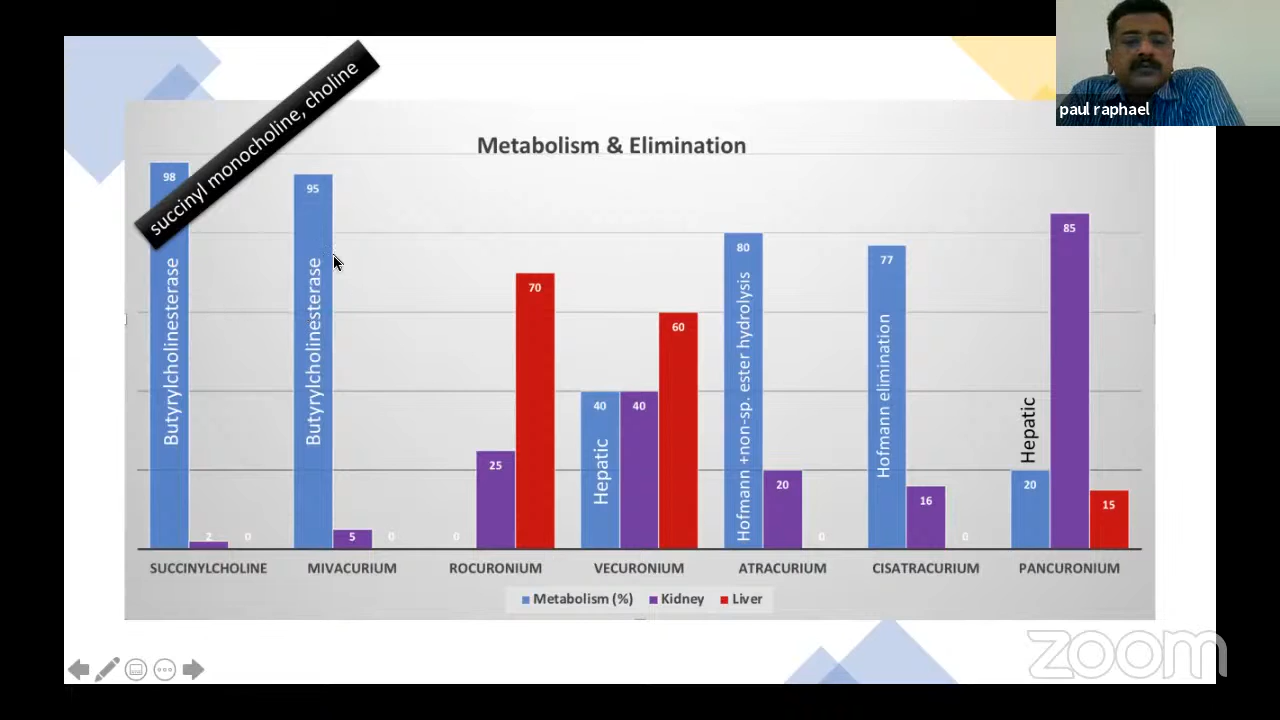 paul raphael
succinyl monocholine, choline
Metabolism & Elimination
98
2
0
Butyrylcholinesterase
95
5
0
Butyrylcholinesterase
0
25
70
40
40
60
Hepatic
80
20
0
Hofmann +non-sp. ester hydrolysis
77
16
0
Hofmann elimination
20
85
15
Hepatic
SUCCINYLCHOLINE MIVACURIUM ROCURONIUM VECURONIUM ATRACURIUM CISATRACURIUM PANCURONIUM
Metabolism (%) Kidney Liver
zoom